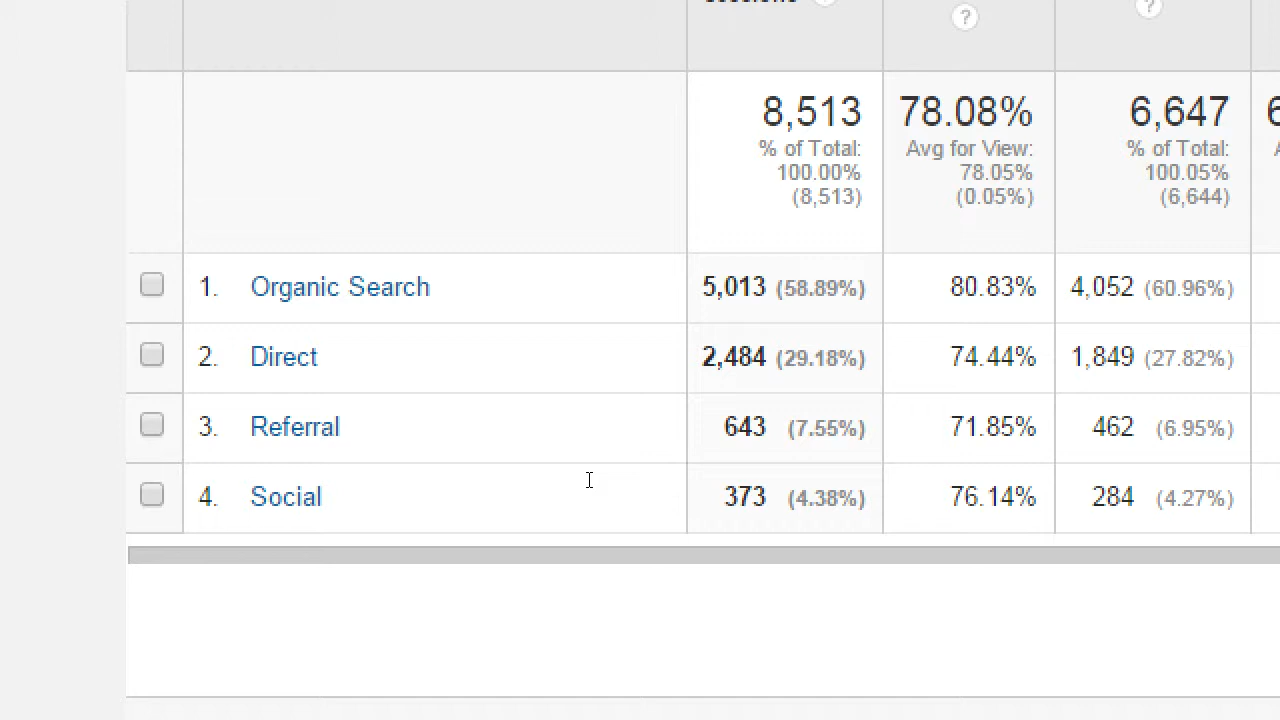 ?
?
8,513 78.08% 6,647
% of Total: Avg for View: % of Total:
100.00% 78.05% 100.05%
(8,513) (0.05%) (6,644)
1. Organic Search 5,013 (58.89%) 80.83% 4,052 (60.96%)
2. Direct 2,484 (29.18%) 74.44% 1,849 (27.82%)
3. Referral 643 (7.55%) 71.85% 462 (6.95%)
4. Social 373 (4.38%) 76.14% 284 (4.27%)